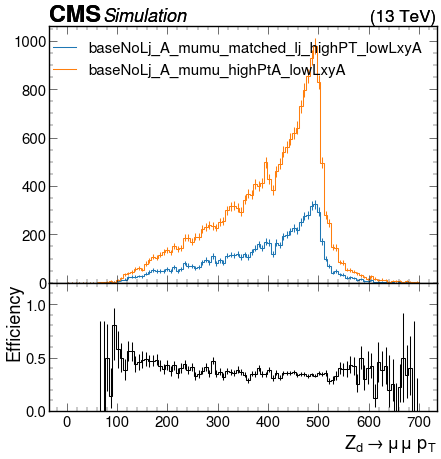 CMS Simulation (13 TeV)
baseNoLj_A_mumu_matched_lj_highPT_lowLxyA
baseNoLj_A_mumu_highPtA_lowLxyA
1000
800
600
400
200
0
Efficiency
1.0
0.5
0.0
0 100 200 300 400 500 600 700
Z_d → μ μ p_T